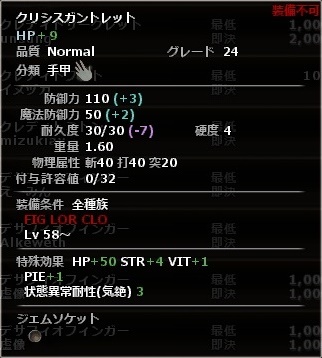 クリシスガントレット
装備不可
HP+ 9
品質 Normal グレード 24
分類 手甲
防御力 110 (+3)
魔法防御力 50 (+2)
耐久度 30/30 (-7) 硬度 4
重量 1.60
物理属性 斬40 打40 突20
付与許容値 0/32
装備条件 全種族
FIG LOR CLO
Lv 58～
特殊効果 HP+50 STR+4 VIT+1
PIE+1
状態異常耐性(気絶) 3
ジェムソケット